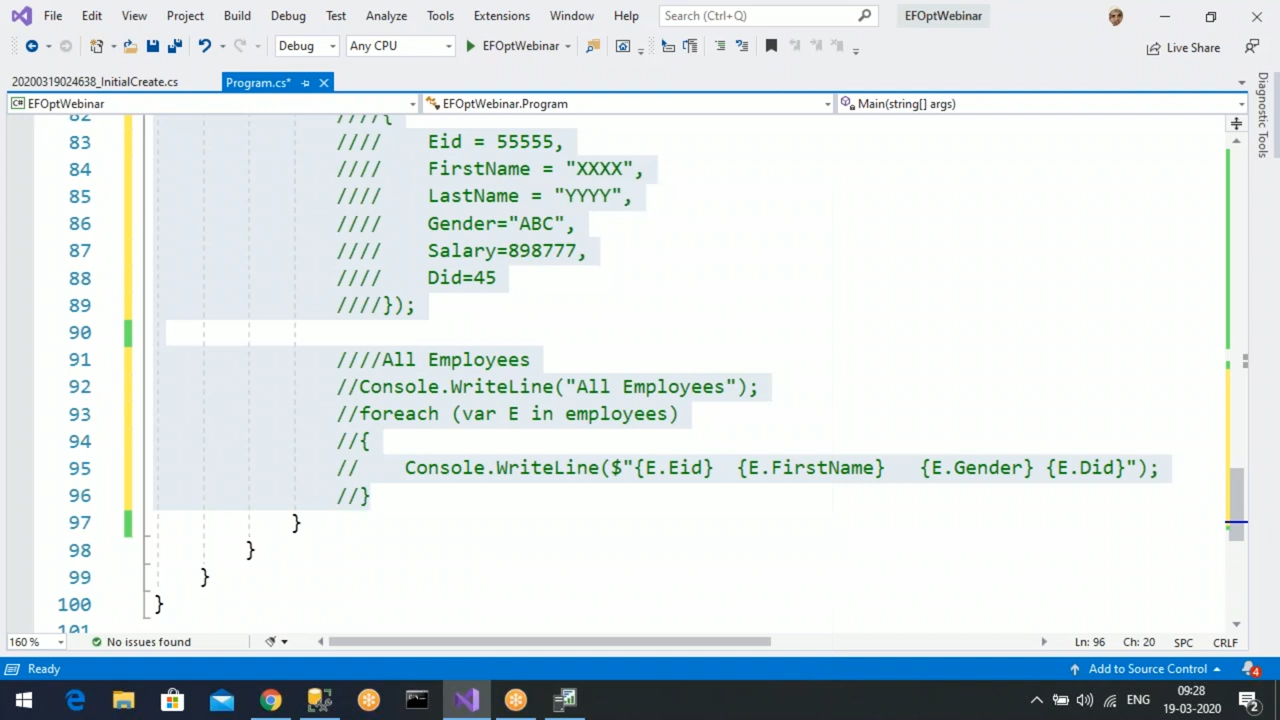 File Edit View Project Build Debug Test Analyze Tools Extensions Window Help Search (Ctrl+Q) EFOptWebinar
Debug Any CPU EFOptWebinar Live Share
20200319024638_InitialCreate.cs Program.cs*
C# EFOptWebinar EFOptWebinar.Program Main(string[] args)
Diagnostic Tools
82 ////{
83 //// Eid = 55555,
84 //// FirstName = "XXXX",
85 //// LastName = "YYYY",
86 //// Gender="ABC",
87 //// Salary=898777,
88 //// Did=45
89 ////});
90
91 ////All Employees
92 //Console.WriteLine("All Employees");
93 //foreach (var E in employees)
94 //{
95 // Console.WriteLine($"{E.Eid} {E.FirstName} {E.Gender} {E.Did}");
96 //}
97 }
98 }
99 }
100 }
101
160 % No issues found Ln: 96 Ch: 20 SPC CRLF
Ready Add to Source Control 4
ENG 09:28 2
19-03-2020